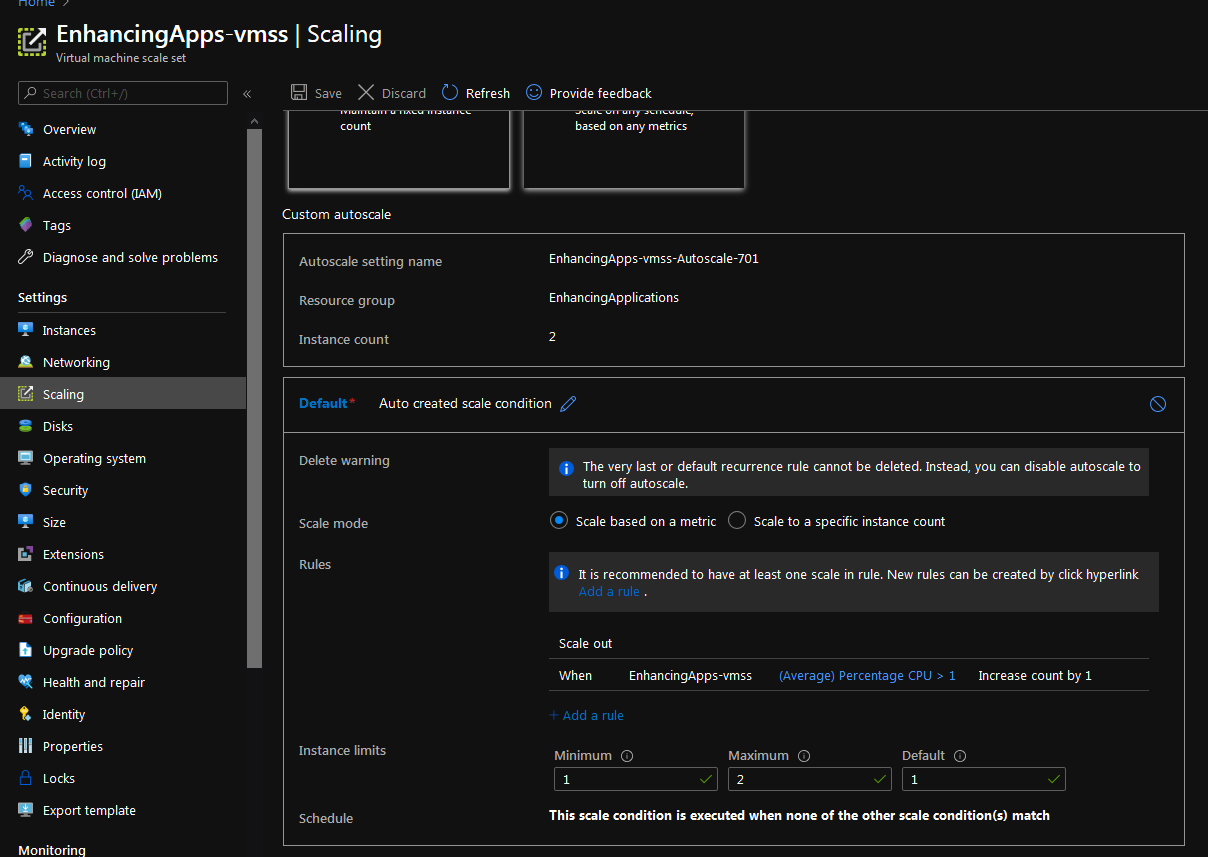 Home >
EnhancingApps-vmss | Scaling
Virtual machine scale set
Search (Ctrl+/)
«
Save
Discard
Refresh
Provide feedback
Overview
Activity log
Access control (IAM)
Tags
Diagnose and solve problems
Settings
Instances
Networking
Scaling
Disks
Operating system
Security
Size
Extensions
Continuous delivery
Configuration
Upgrade policy
Health and repair
Identity
Properties
Locks
Export template
Monitoring
Maintain a fixed instance
count
Scale on any schedule,
based on any metrics
Custom autoscale
Autoscale setting name
EnhancingApps-vmss-Autoscale-701
Resource group
EnhancingApplications
Instance count
2
Default* Auto created scale condition
Delete warning
The very last or default recurrence rule cannot be deleted. Instead, you can disable autoscale to
turn off autoscale.
Scale mode
Scale based on a metric
Scale to a specific instance count
Rules
It is recommended to have at least one scale in rule. New rules can be created by click hyperlink
Add a rule .
Scale out
When EnhancingApps-vmss (Average) Percentage CPU > 1 Increase count by 1
+ Add a rule
Instance limits
Minimum
1
Maximum
2
Default
1
Schedule
This scale condition is executed when none of the other scale condition(s) match